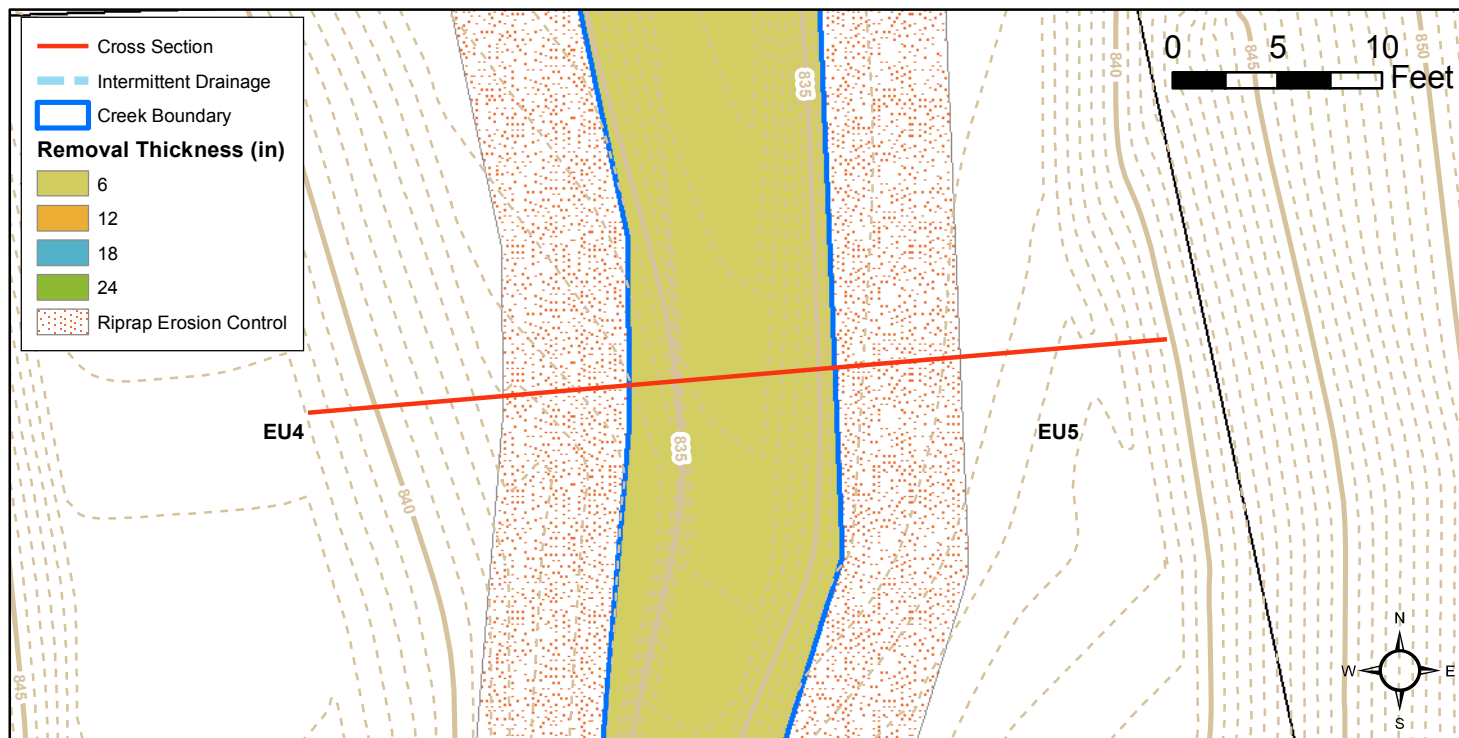 Cross Section
Intermittent Drainage
Creek Boundary
Removal Thickness (in)
6
12
18
24
Riprap Erosion Control
0 5 10
Feet
835
840
845
850
835
840
845
EU4
EU5
N
W E
S